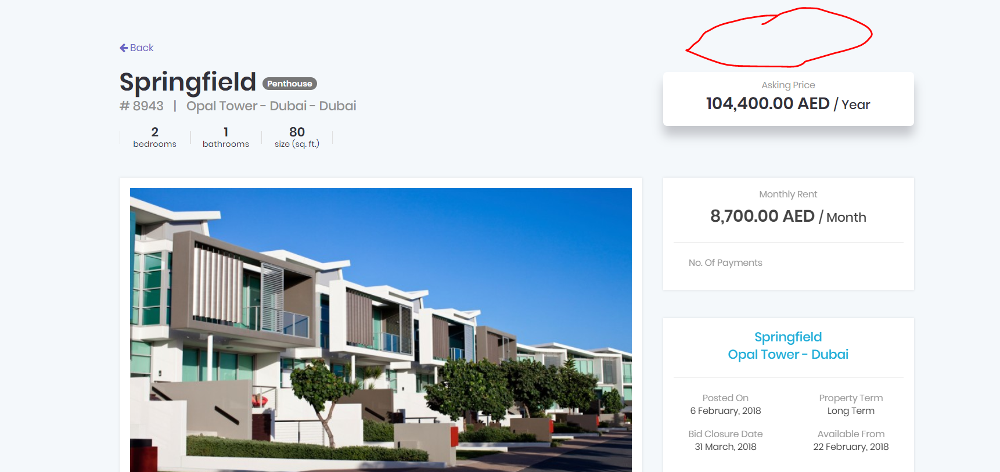 Back
Springfield Penthouse
# 8943 | Opal Tower - Dubai - Dubai
2 1 80
bedrooms bathrooms size (sq. ft.)
Asking Price
104,400.00 AED / Year
Monthly Rent
8,700.00 AED / Month
No. Of Payments
Springfield
Opal Tower - Dubai
Posted On Property Term
6 February, 2018 Long Term
Bid Closure Date Available From
31 March, 2018 22 February, 2018